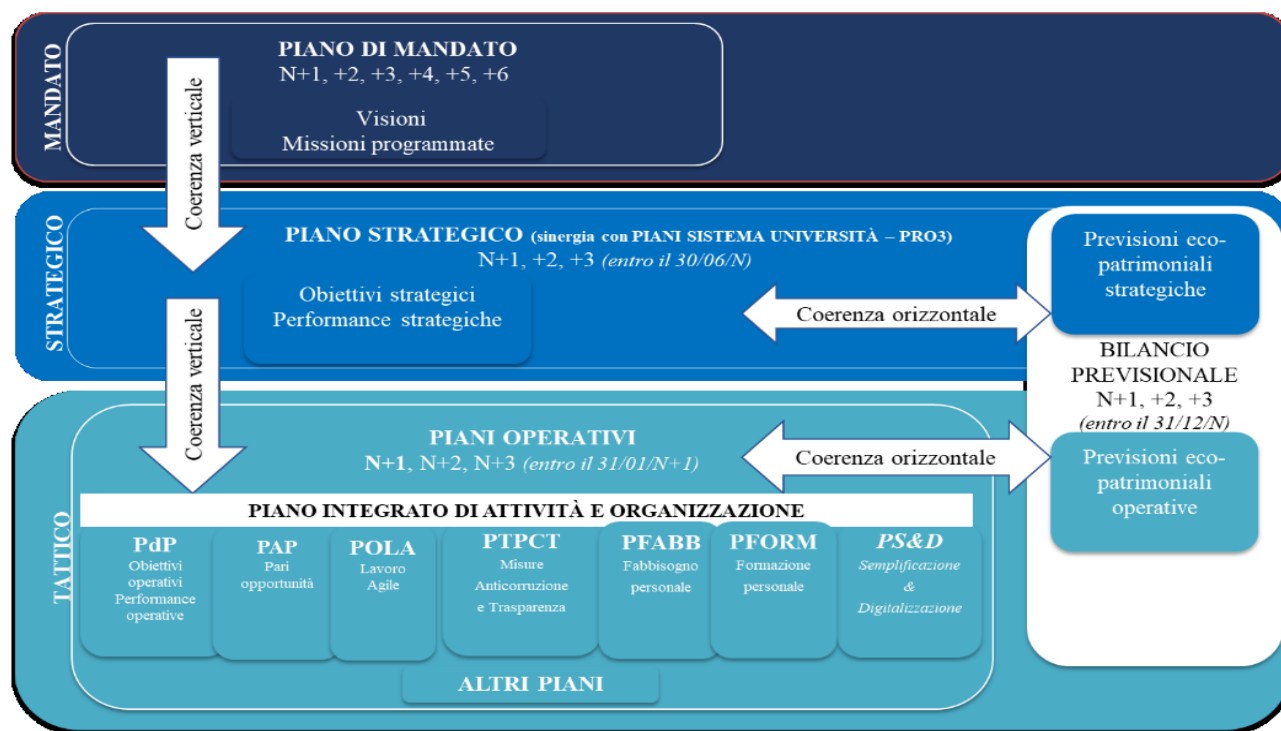 MANDATO
PIANO DI MANDATO
N+1, +2, +3, +4, +5, +6
Visioni
Missioni programmate
Coerenza verticale
STRATEGICO
PIANO STRATEGICO (sinergia con PIANI SISTEMA UNIVERSITÀ – PRO3)
N+1, +2, +3 (entro il 30/06/N)
Obiettivi strategici
Performance strategiche
Coerenza orizzontale
Previsioni eco-
patrimoniali
strategiche
BILANCIO
PREVISIONALE
N+1, +2, +3
(entro il 31/12/N)
Coerenza verticale
TATTICO
PIANI OPERATIVI
N+1, N+2, N+3 (entro il 31/01/N+1)
Coerenza orizzontale
Previsioni eco-
patrimoniali
operative
PIANO INTEGRATO DI ATTIVITÀ E ORGANIZZAZIONE
PdP
Obiettivi
operativi
Performance
operative
PAP
Pari
opportunità
POLA
Lavoro
Agile
PTPCT
Misure
Anticorruzione
e Trasparenza
PFABB
Fabbisogno
personale
PFORM
Formazione
personale
PS&D
Semplificazione
&
Digitalizzazione
ALTRI PIANI